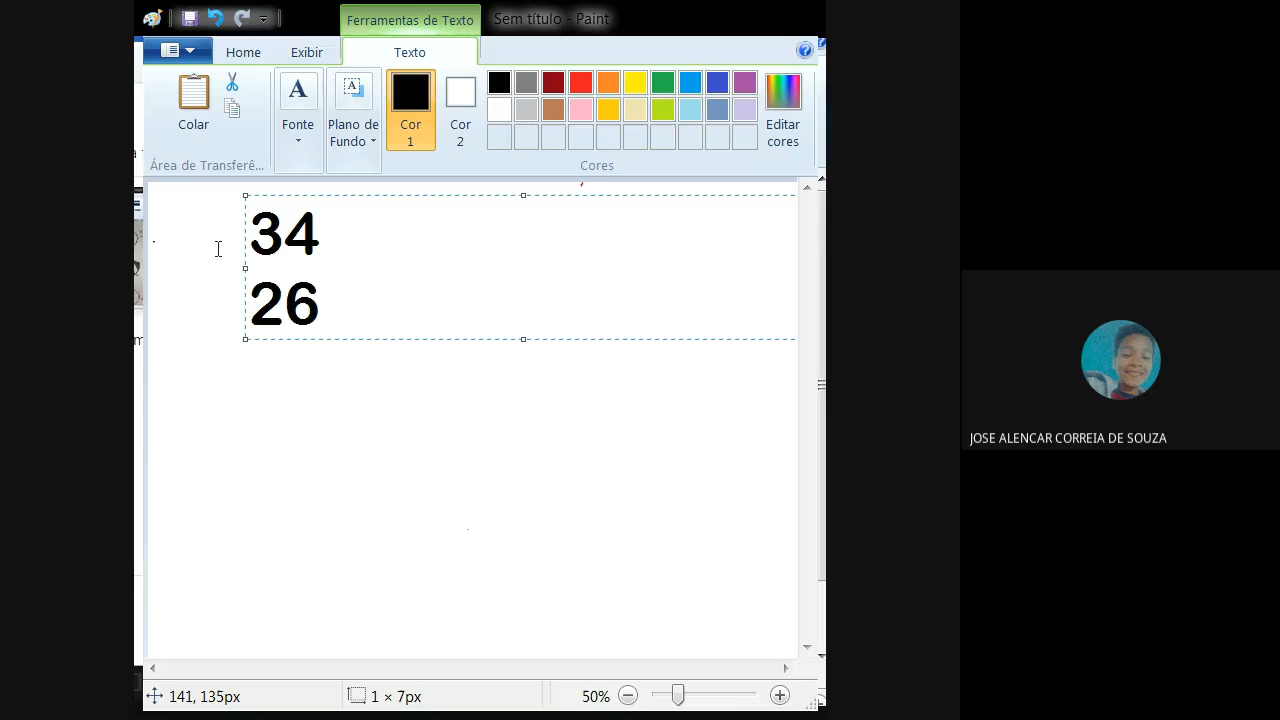 Ferramentas de Texto
Sem título - Paint
Home
Exibir
Texto
Colar
Fonte
Plano de
Fundo
Cor
1
Cor
2
Editar
cores
Área de Transferê...
Cores
34
26
JOSE ALENCAR CORREIA DE SOUZA
141, 135px
1 × 7px
50%